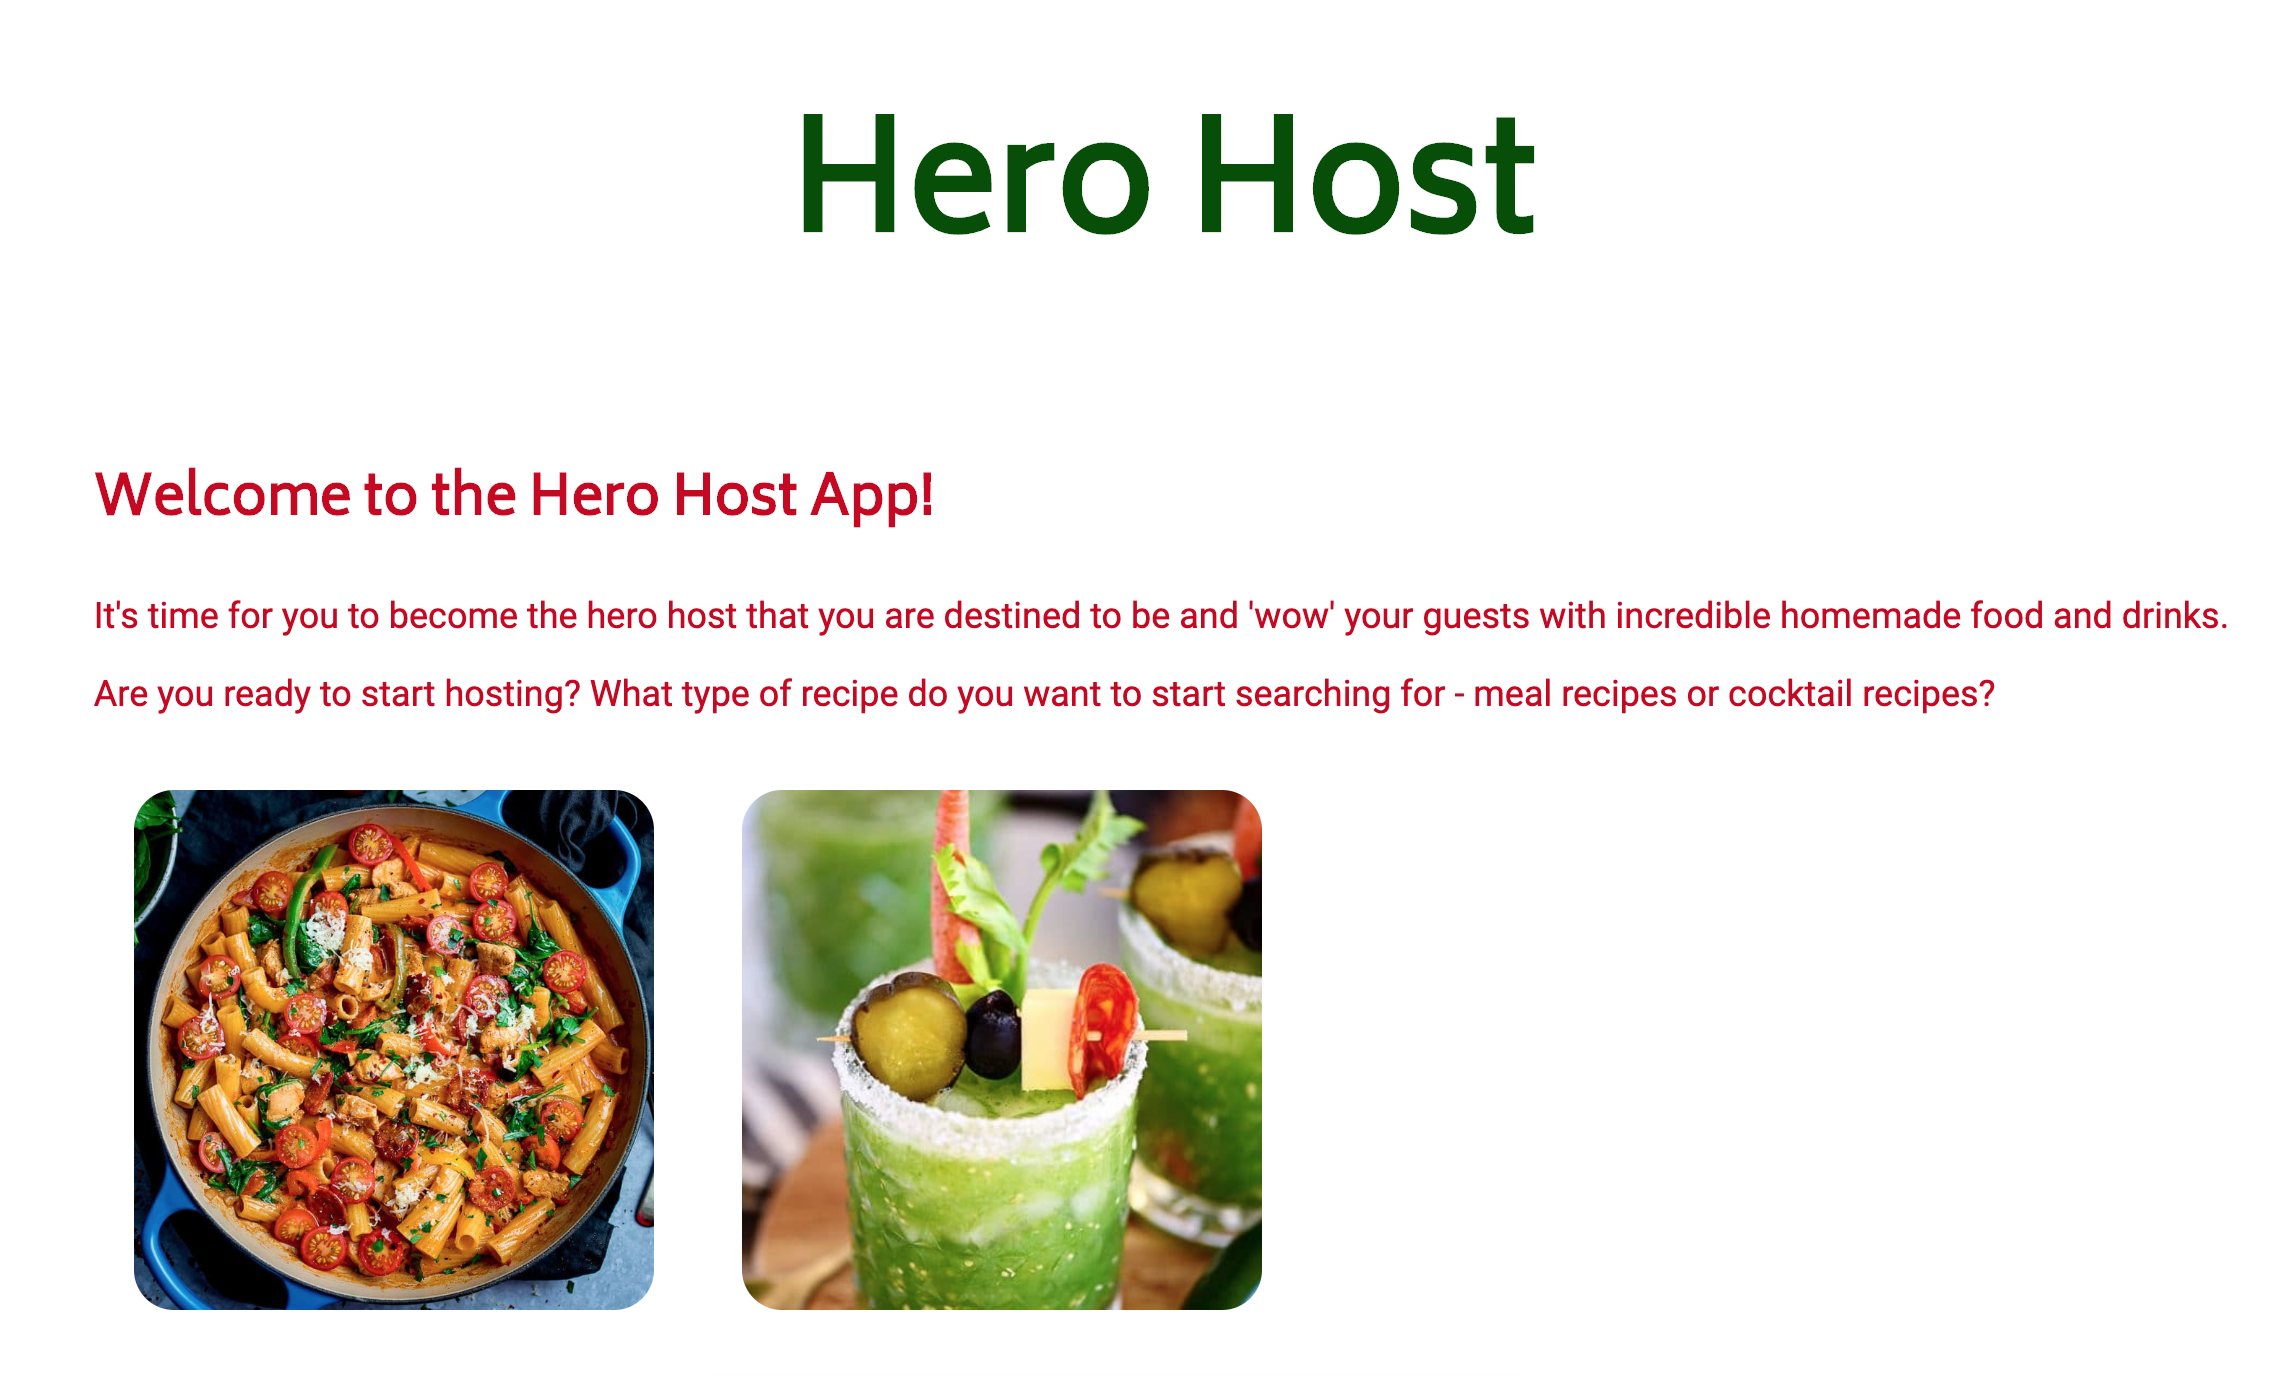 Hero Host
Welcome to the Hero Host App!
It's time for you to become the hero host that you are destined to be and 'wow' your guests with incredible homemade food and drinks.
Are you ready to start hosting? What type of recipe do you want to start searching for - meal recipes or cocktail recipes?